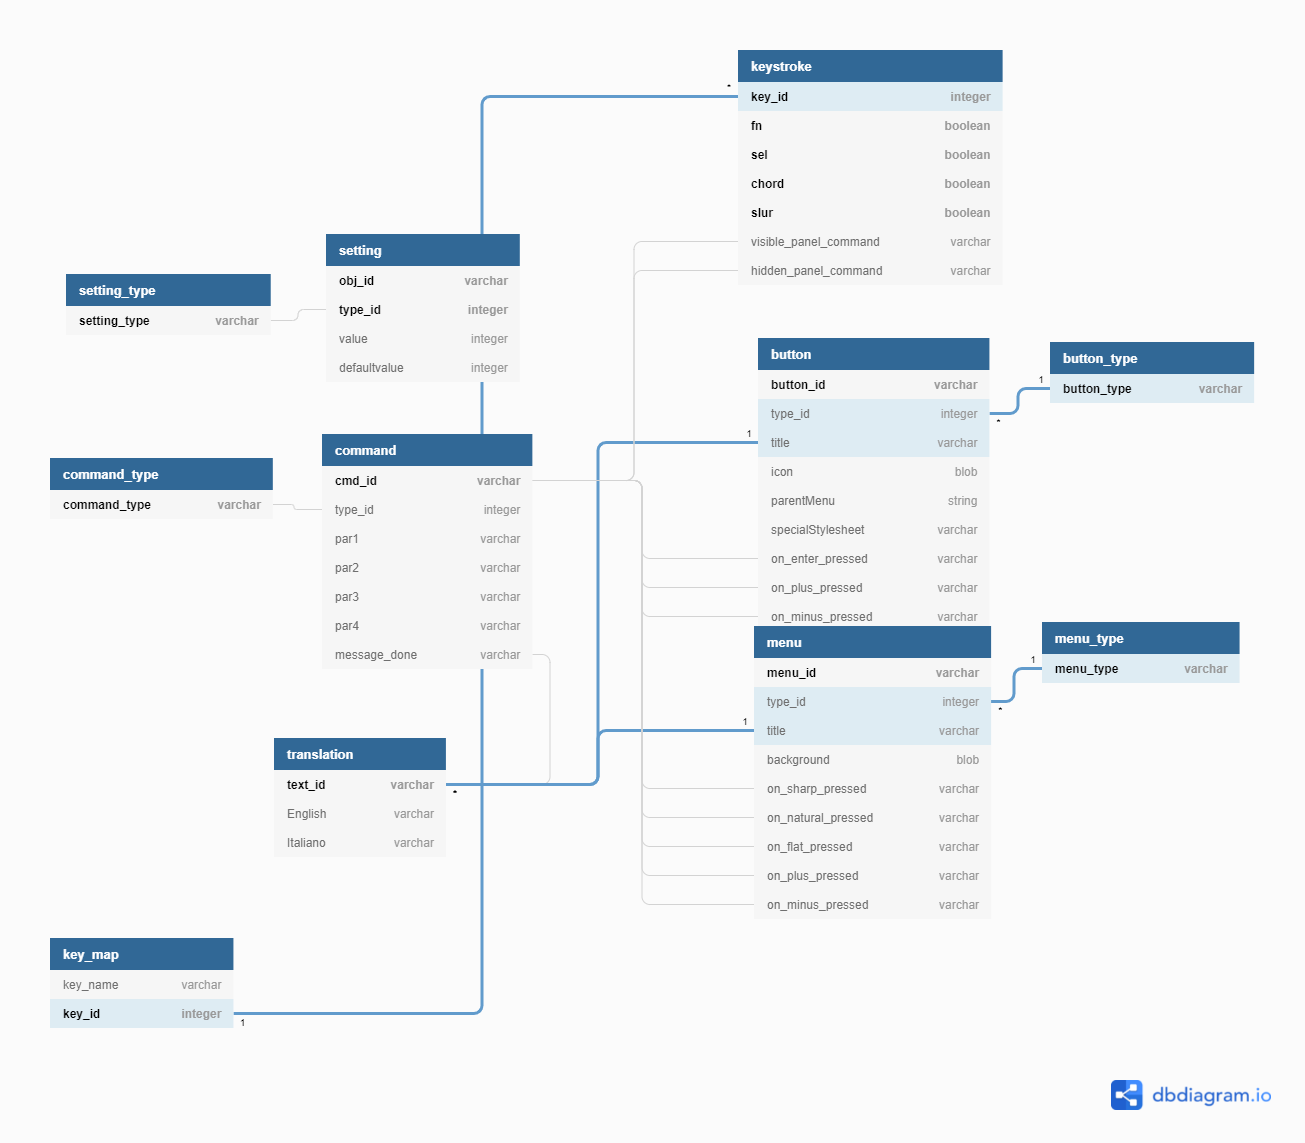 keystroke
*
key_id integer
fn boolean
sel boolean
chord boolean
slur boolean
visible_panel_command varchar
hidden_panel_command varchar
setting
obj_id varchar
type_id integer
value integer
defaultvalue integer
setting_type
setting_type varchar
button
button_id varchar
type_id integer
*
1
title varchar
icon blob
parentMenu string
specialStylesheet varchar
on_enter_pressed varchar
on_plus_pressed varchar
on_minus_pressed varchar
button_type
1
button_type varchar
command
cmd_id varchar
type_id integer
par1 varchar
par2 varchar
par3 varchar
par4 varchar
message_done varchar
command_type
command_type varchar
menu
menu_id varchar
type_id integer
*
1
title varchar
background blob
on_sharp_pressed varchar
on_natural_pressed varchar
on_flat_pressed varchar
on_plus_pressed varchar
on_minus_pressed varchar
menu_type
1
menu_type varchar
translation
text_id varchar
*
English varchar
Italiano varchar
key_map
key_name varchar
key_id integer
1
dbdiagram.io